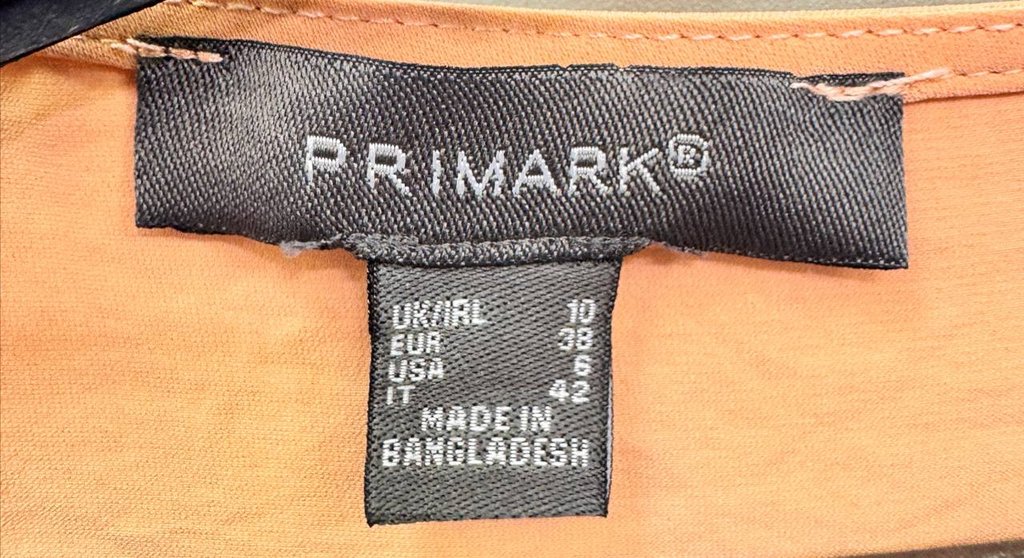 PRIMARK®
UK/IRL 10
EUR 38
USA 6
IT 42
MADE IN
BANGLADESH